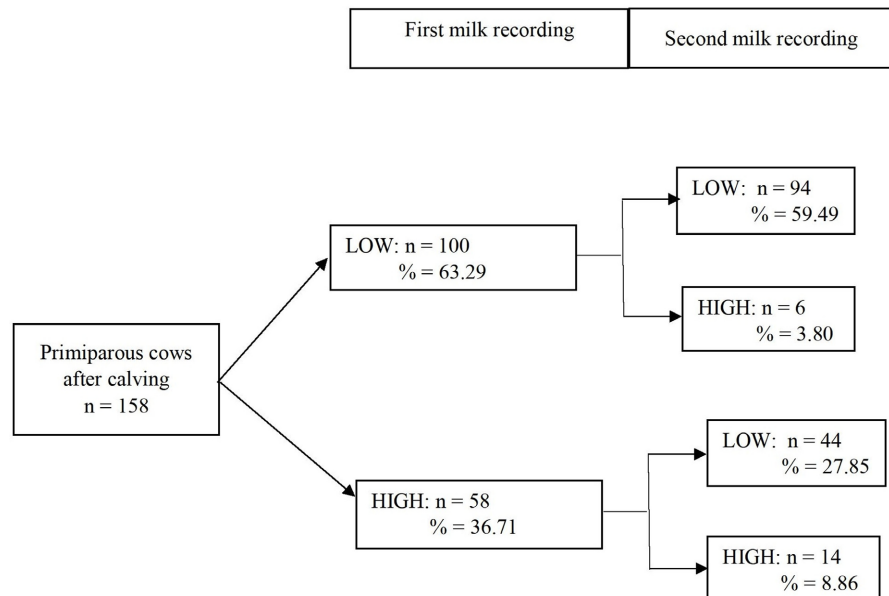 First milk recording
Second milk recording
LOW: n = 94
% = 59.49
LOW: n = 100
% = 63.29
HIGH: n = 6
% = 3.80
Primiparous cows
after calving
n = 158
LOW: n = 44
% = 27.85
HIGH: n = 58
% = 36.71
HIGH: n = 14
% = 8.86